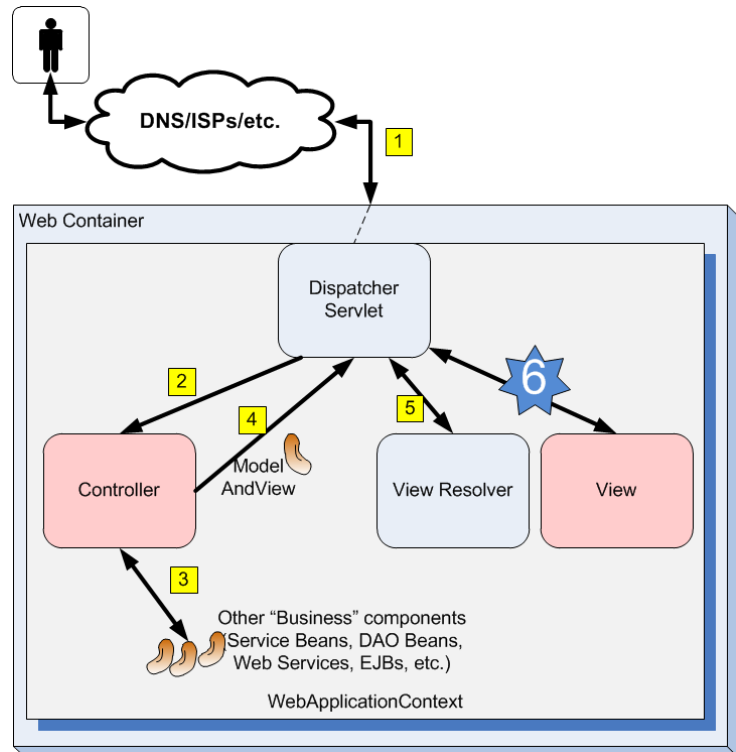 DNS/ISPs/etc.
1
Web Container
Dispatcher
Servlet
2
4
5
6
Model
AndView
Controller
View Resolver
View
3
Other “Business” components
(Service Beans, DAO Beans,
Web Services, EJBs, etc.)
WebApplicationContext